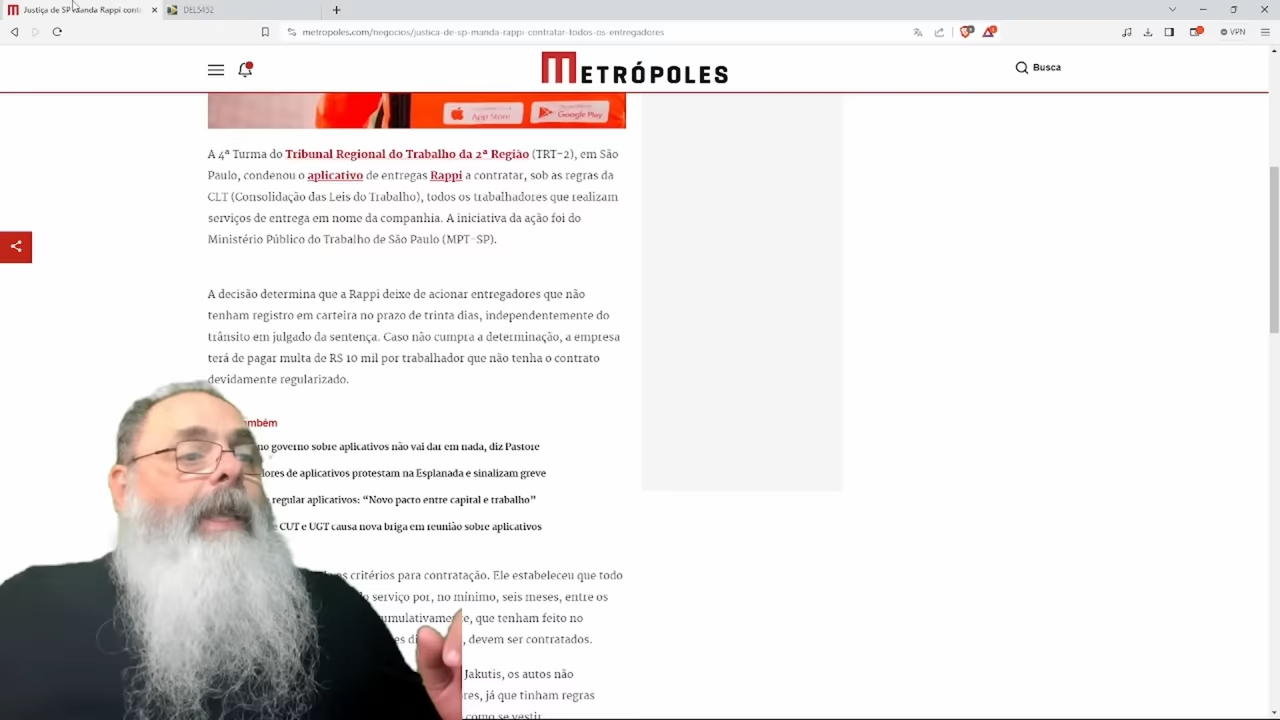 Justiça de SP manda Rappi contr
DEL5452
metropoles.com/negocios/justica-de-sp-manda-rappi-contratar-todos-os-entregadores
VPN
METRÓPOLES
Busca
App Store
Google Play
A 4ª Turma do Tribunal Regional do Trabalho da 2ª Região (TRT-2), em São
Paulo, condenou o aplicativo de entregas Rappi a contratar, sob as regras da
CLT (Consolidação das Leis do Trabalho), todos os trabalhadores que realizam
serviços de entrega em nome da companhia. A iniciativa da ação foi do
Ministério Público do Trabalho de São Paulo (MPT-SP).
A decisão determina que a Rappi deixe de acionar entregadores que não
tenham registro em carteira no prazo de trinta dias, independentemente do
trânsito em julgado da sentença. Caso não cumpra a determinação, a empresa
terá de pagar multa de R$ 10 mil por trabalhador que não tenha o contrato
devidamente regularizado.
ambém
no governo sobre aplicativos não vai dar em nada, diz Pastore
dores de aplicativos protestam na Esplanada e sinalizam greve
regular aplicativos: “Novo pacto entre capital e trabalho”
CUT e UGT causa nova briga em reunião sobre aplicativos
os critérios para contratação. Ele estabeleceu que todo
serviço por, no mínimo, seis meses, entre os
que tenham feito no
devem ser contratados.
Jakutis, os autos não
já que tinham regras
como se vestir